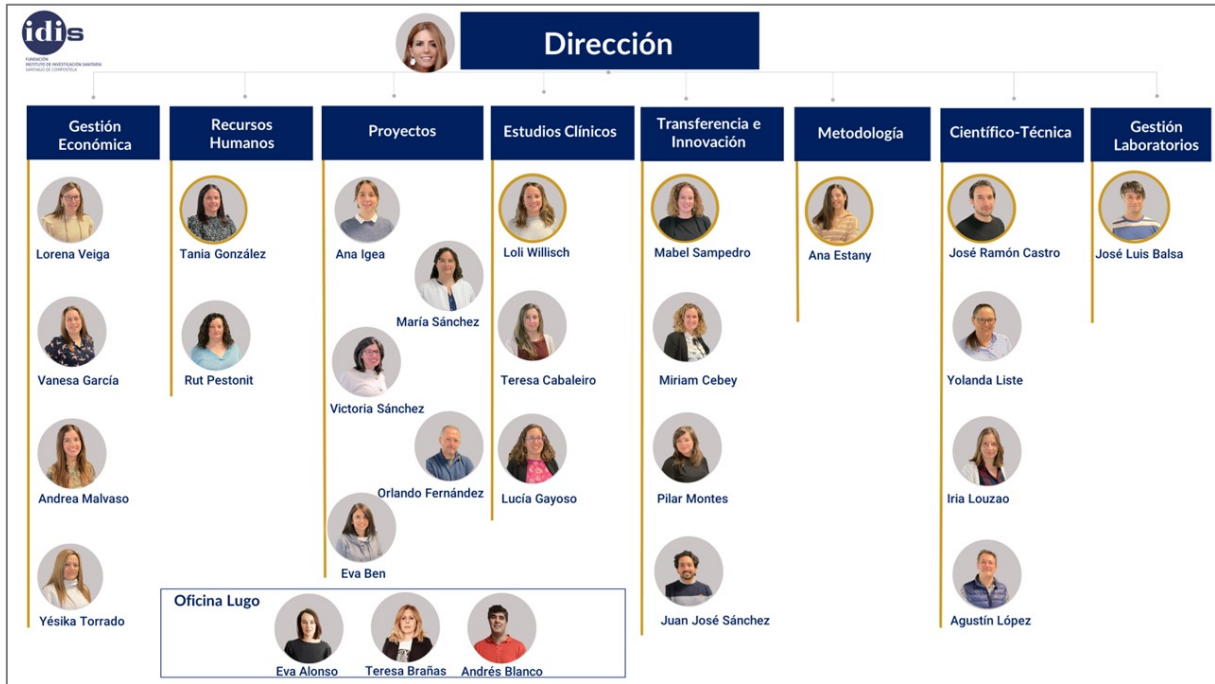 idis
FUNDACIÓN
INSTITUTO DE INVESTIGACIÓN SANITARIA
SANTIAGO DE COMPOSTELA
Dirección
Gestión
Económica
Recursos
Humanos
Proyectos
Estudios Clínicos
Transferencia e
Innovación
Metodología
Científico-Técnica
Gestión
Laboratorios
Lorena Veiga
Vanesa García
Andrea Malvaso
Yésika Torrado
Tania González
Rut Pestonit
Ana Igea
María Sánchez
Victoria Sánchez
Orlando Fernández
Eva Ben
Loli Willisch
Teresa Cabaleiro
Lucía Gayoso
Mabel Sampedro
Miriam Cebey
Pilar Montes
Juan José Sánchez
Ana Estany
José Ramón Castro
Yolanda Liste
Iria Louzao
Agustín López
José Luis Balsa
Oficina Lugo
Eva Alonso
Teresa Brañas
Andrés Blanco